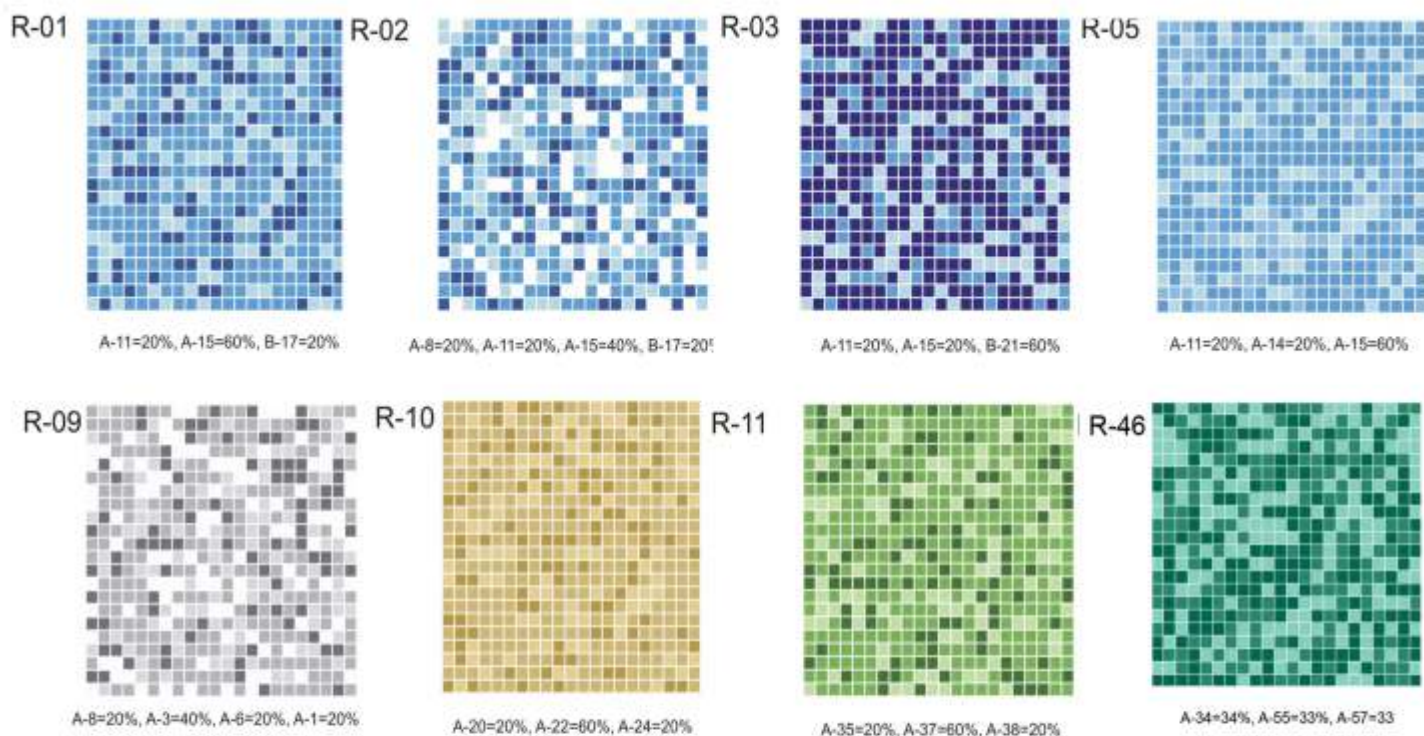 R-01
R-02
R-03
R-05
A-11=20%, A-15=60%, B-17=20%
A-8=20%, A-11=20%, A-15=40%, B-17=20%
A-11=20%, A-15=20%, B-21=60%
A-11=20%, A-14=20%, A-15=60%
R-09
R-10
R-11
R-46
A-8=20%, A-3=40%, A-6=20%, A-1=20%
A-20=20%, A-22=60%, A-24=20%
A-35=20%, A-37=60%, A-38=20%
A-34=34%, A-55=33%, A-57=33